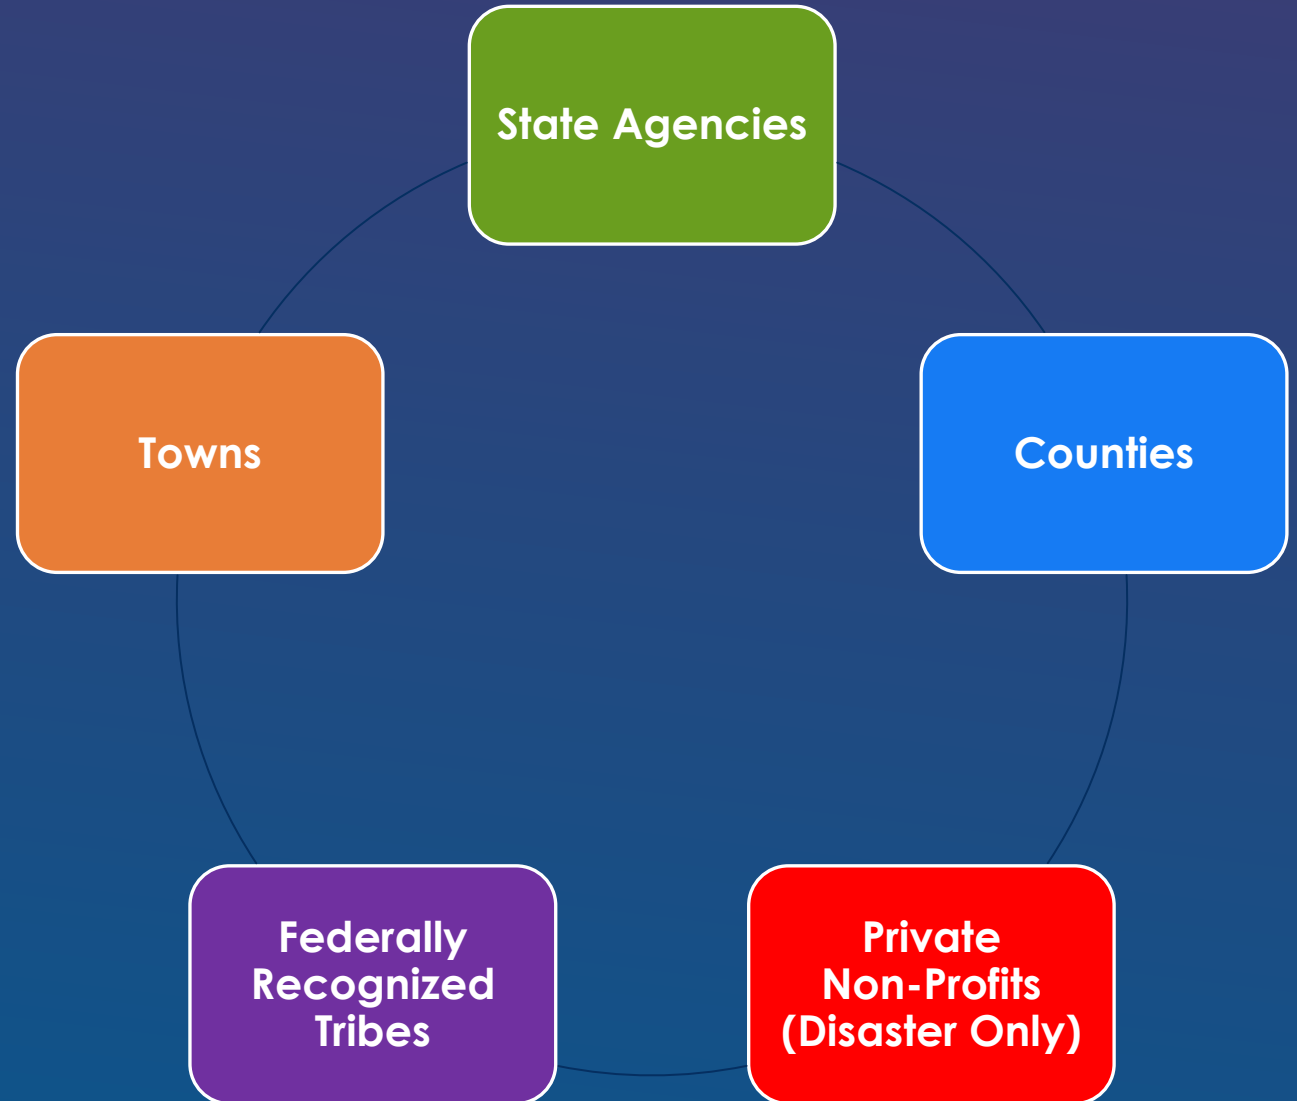 State Agencies
Towns
Counties
Federally
Recognized
Tribes
Private
Non-Profits
(Disaster Only)